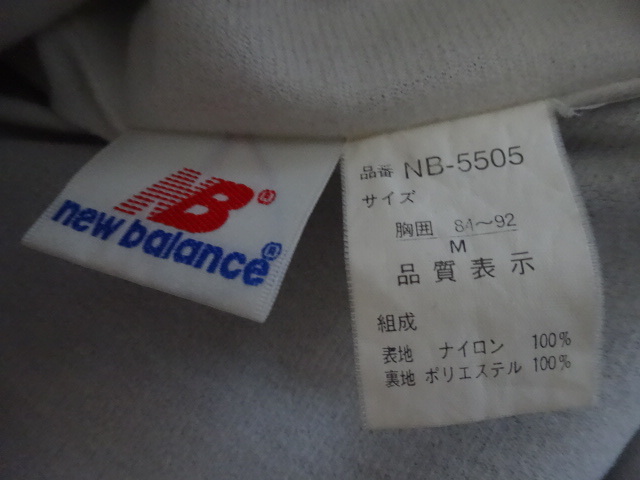 NB®
new balance®
品番 NB-5505
サイズ
胸囲 84~92
M
品質表示
組成
表地 ナイロン 100%
裏地 ポリエステル 100%